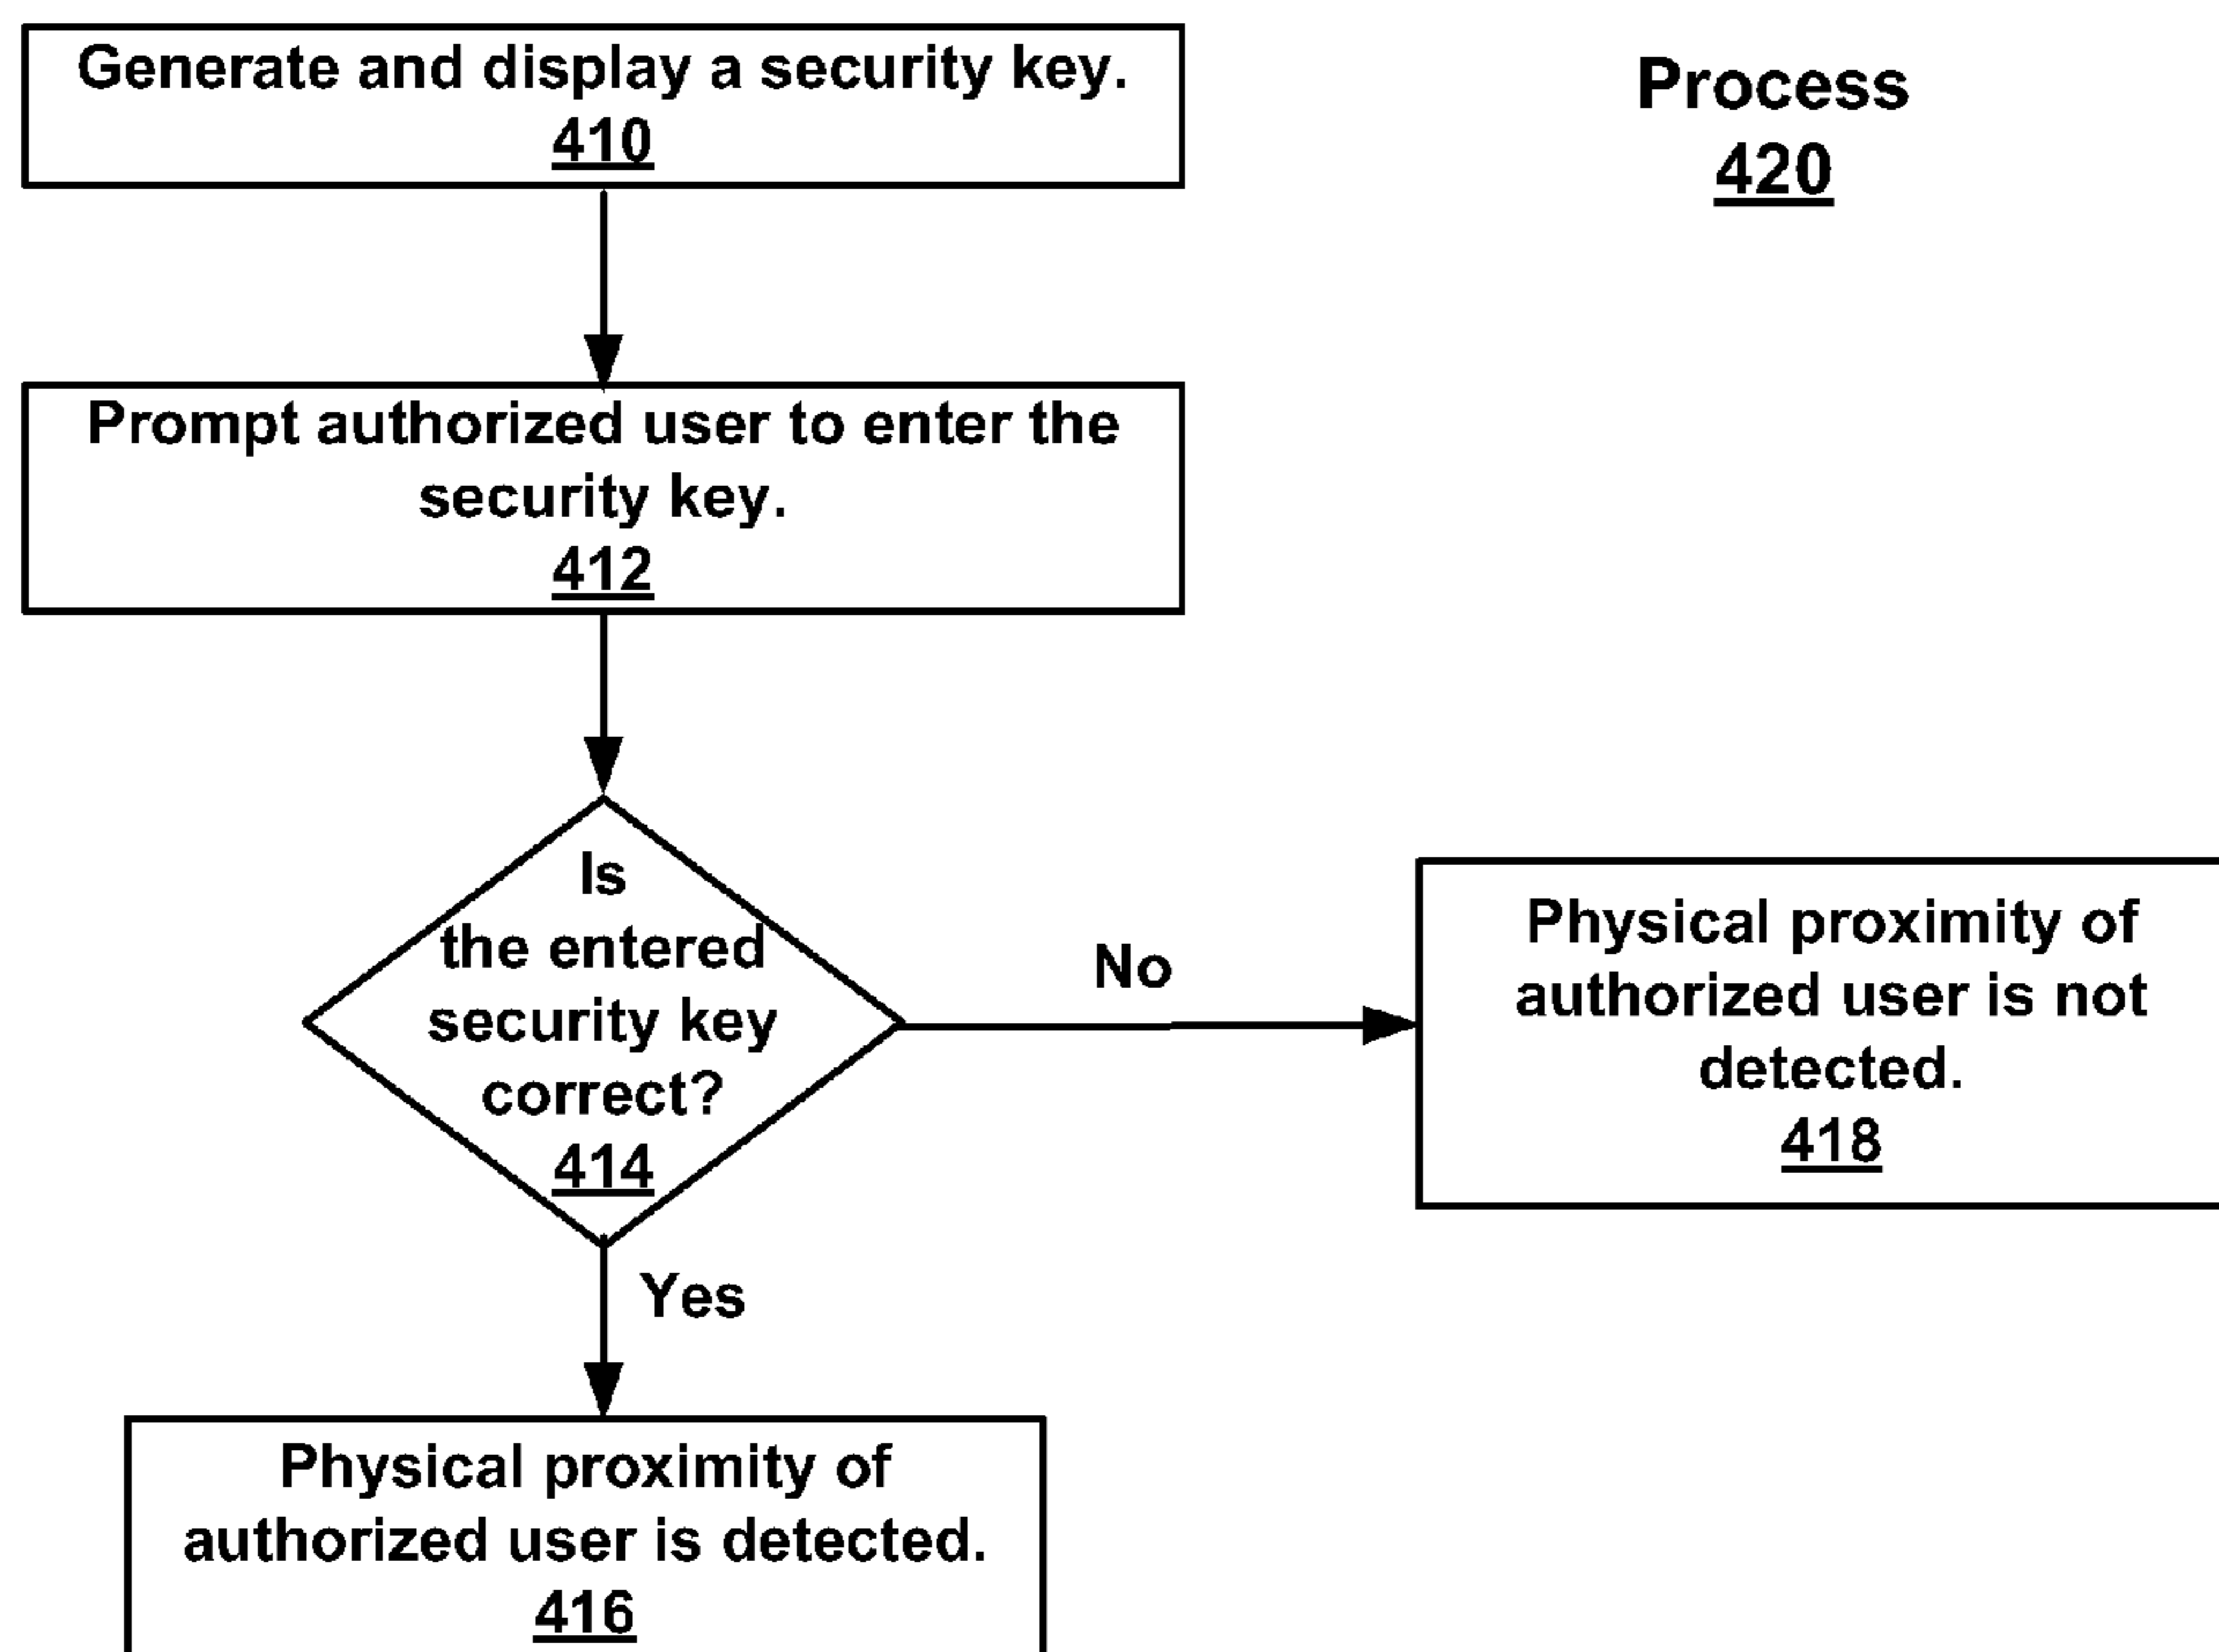 Generate and display a security key.
410
Process
420
Prompt authorized user to enter the
security key.
412
Is
the entered
security key
correct?
414
No
Physical proximity of
authorized user is not
detected.
418
Yes
Physical proximity of
authorized user is detected.
416